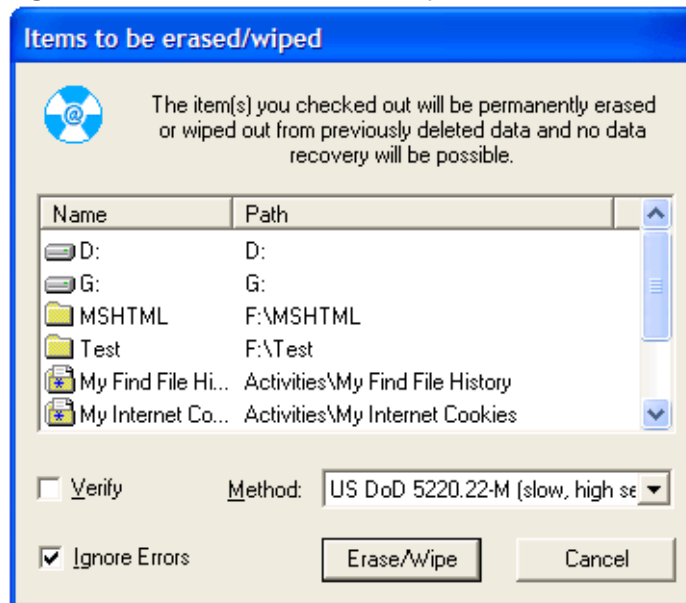 Items to be erased/wiped
The item(s) you checked out will be permanently erased
or wiped out from previously deleted data and no data
recovery will be possible.
Name Path
D: D:
G: G:
MSHTML F:\MSHTML
Test F:\Test
My Find File Hi... Activities\My Find File History
My Internet Co... Activities\My Internet Cookies
Verify Method: US DoD 5220.22-M (slow, high se
Ignore Errors Erase/Wipe Cancel